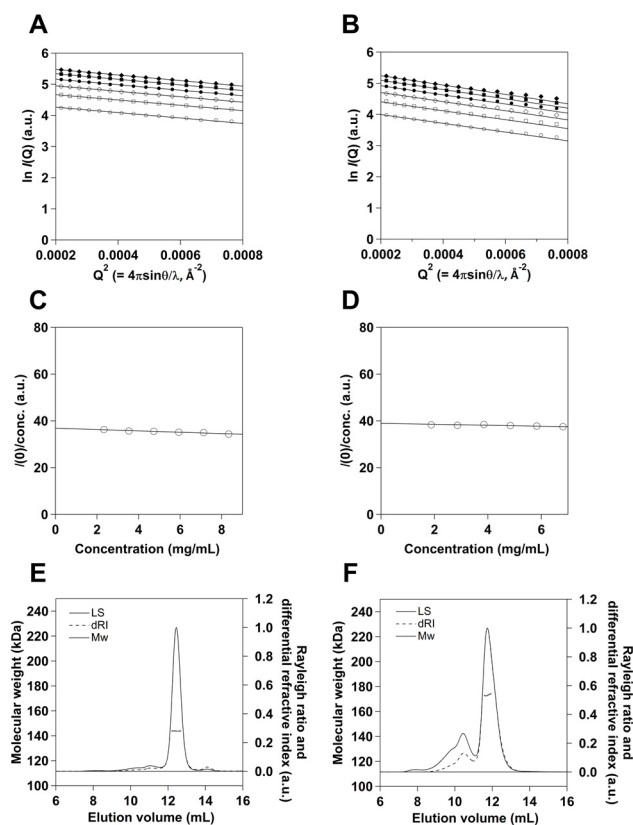 A
6
5
4
3
2
1
0
ln I(Q) (a.u.)
0.0002 0.0004 0.0006 0.0008
Q² (= 4πsinθ/λ, Å⁻²)
B
6
5
4
3
2
1
0
ln I(Q) (a.u.)
0.0002 0.0004 0.0006 0.0008
Q² (= 4πsinθ/λ, Å⁻²)
C
80
60
40
20
0
I(0)/conc. (a.u.)
0 2 4 6 8
Concentration (mg/mL)
D
80
60
40
20
0
I(0)/conc. (a.u.)
0 2 4 6
Concentration (mg/mL)
E
240
220
200
180
160
140
120
100
Molecular weight (kDa)
LS
dRI
Mw
1.2
1.0
0.8
0.6
0.4
0.2
0.0
Rayleigh ratio and
differential refractive
index (a.u.)
6 8 10 12 14 16
Elution volume (mL)
F
240
220
200
180
160
140
120
100
Molecular weight (kDa)
LS
dRI
Mw
1.2
1.0
0.8
0.6
0.4
0.2
0.0
Rayleigh ratio and
differential refractive
index (a.u.)
6 8 10 12 14 16
Elution volume (mL)